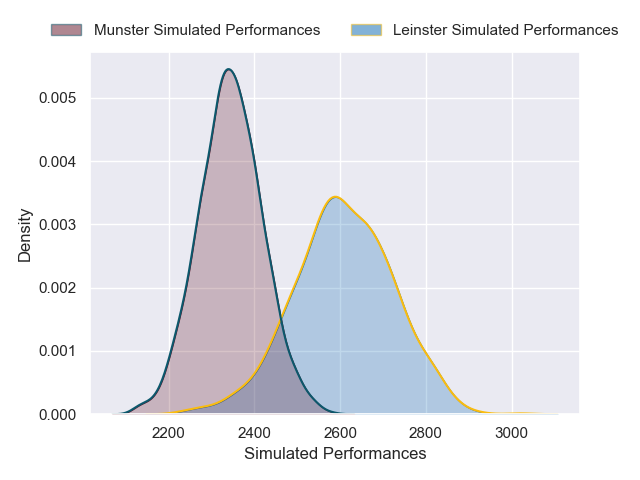 Munster Simulated Performances Leinster Simulated Performances
0.005
0.004
0.003
0.002
0.001
0.000
Density
2200 2400 2600 2800 3000
Simulated Performances